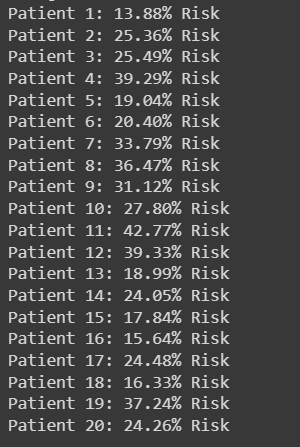 Patient 1: 13.88% Risk
Patient 2: 25.36% Risk
Patient 3: 25.49% Risk
Patient 4: 39.29% Risk
Patient 5: 19.04% Risk
Patient 6: 20.40% Risk
Patient 7: 33.79% Risk
Patient 8: 36.47% Risk
Patient 9: 31.12% Risk
Patient 10: 27.80% Risk
Patient 11: 42.77% Risk
Patient 12: 39.33% Risk
Patient 13: 18.99% Risk
Patient 14: 24.05% Risk
Patient 15: 17.84% Risk
Patient 16: 15.64% Risk
Patient 17: 24.48% Risk
Patient 18: 16.33% Risk
Patient 19: 37.24% Risk
Patient 20: 24.26% Risk